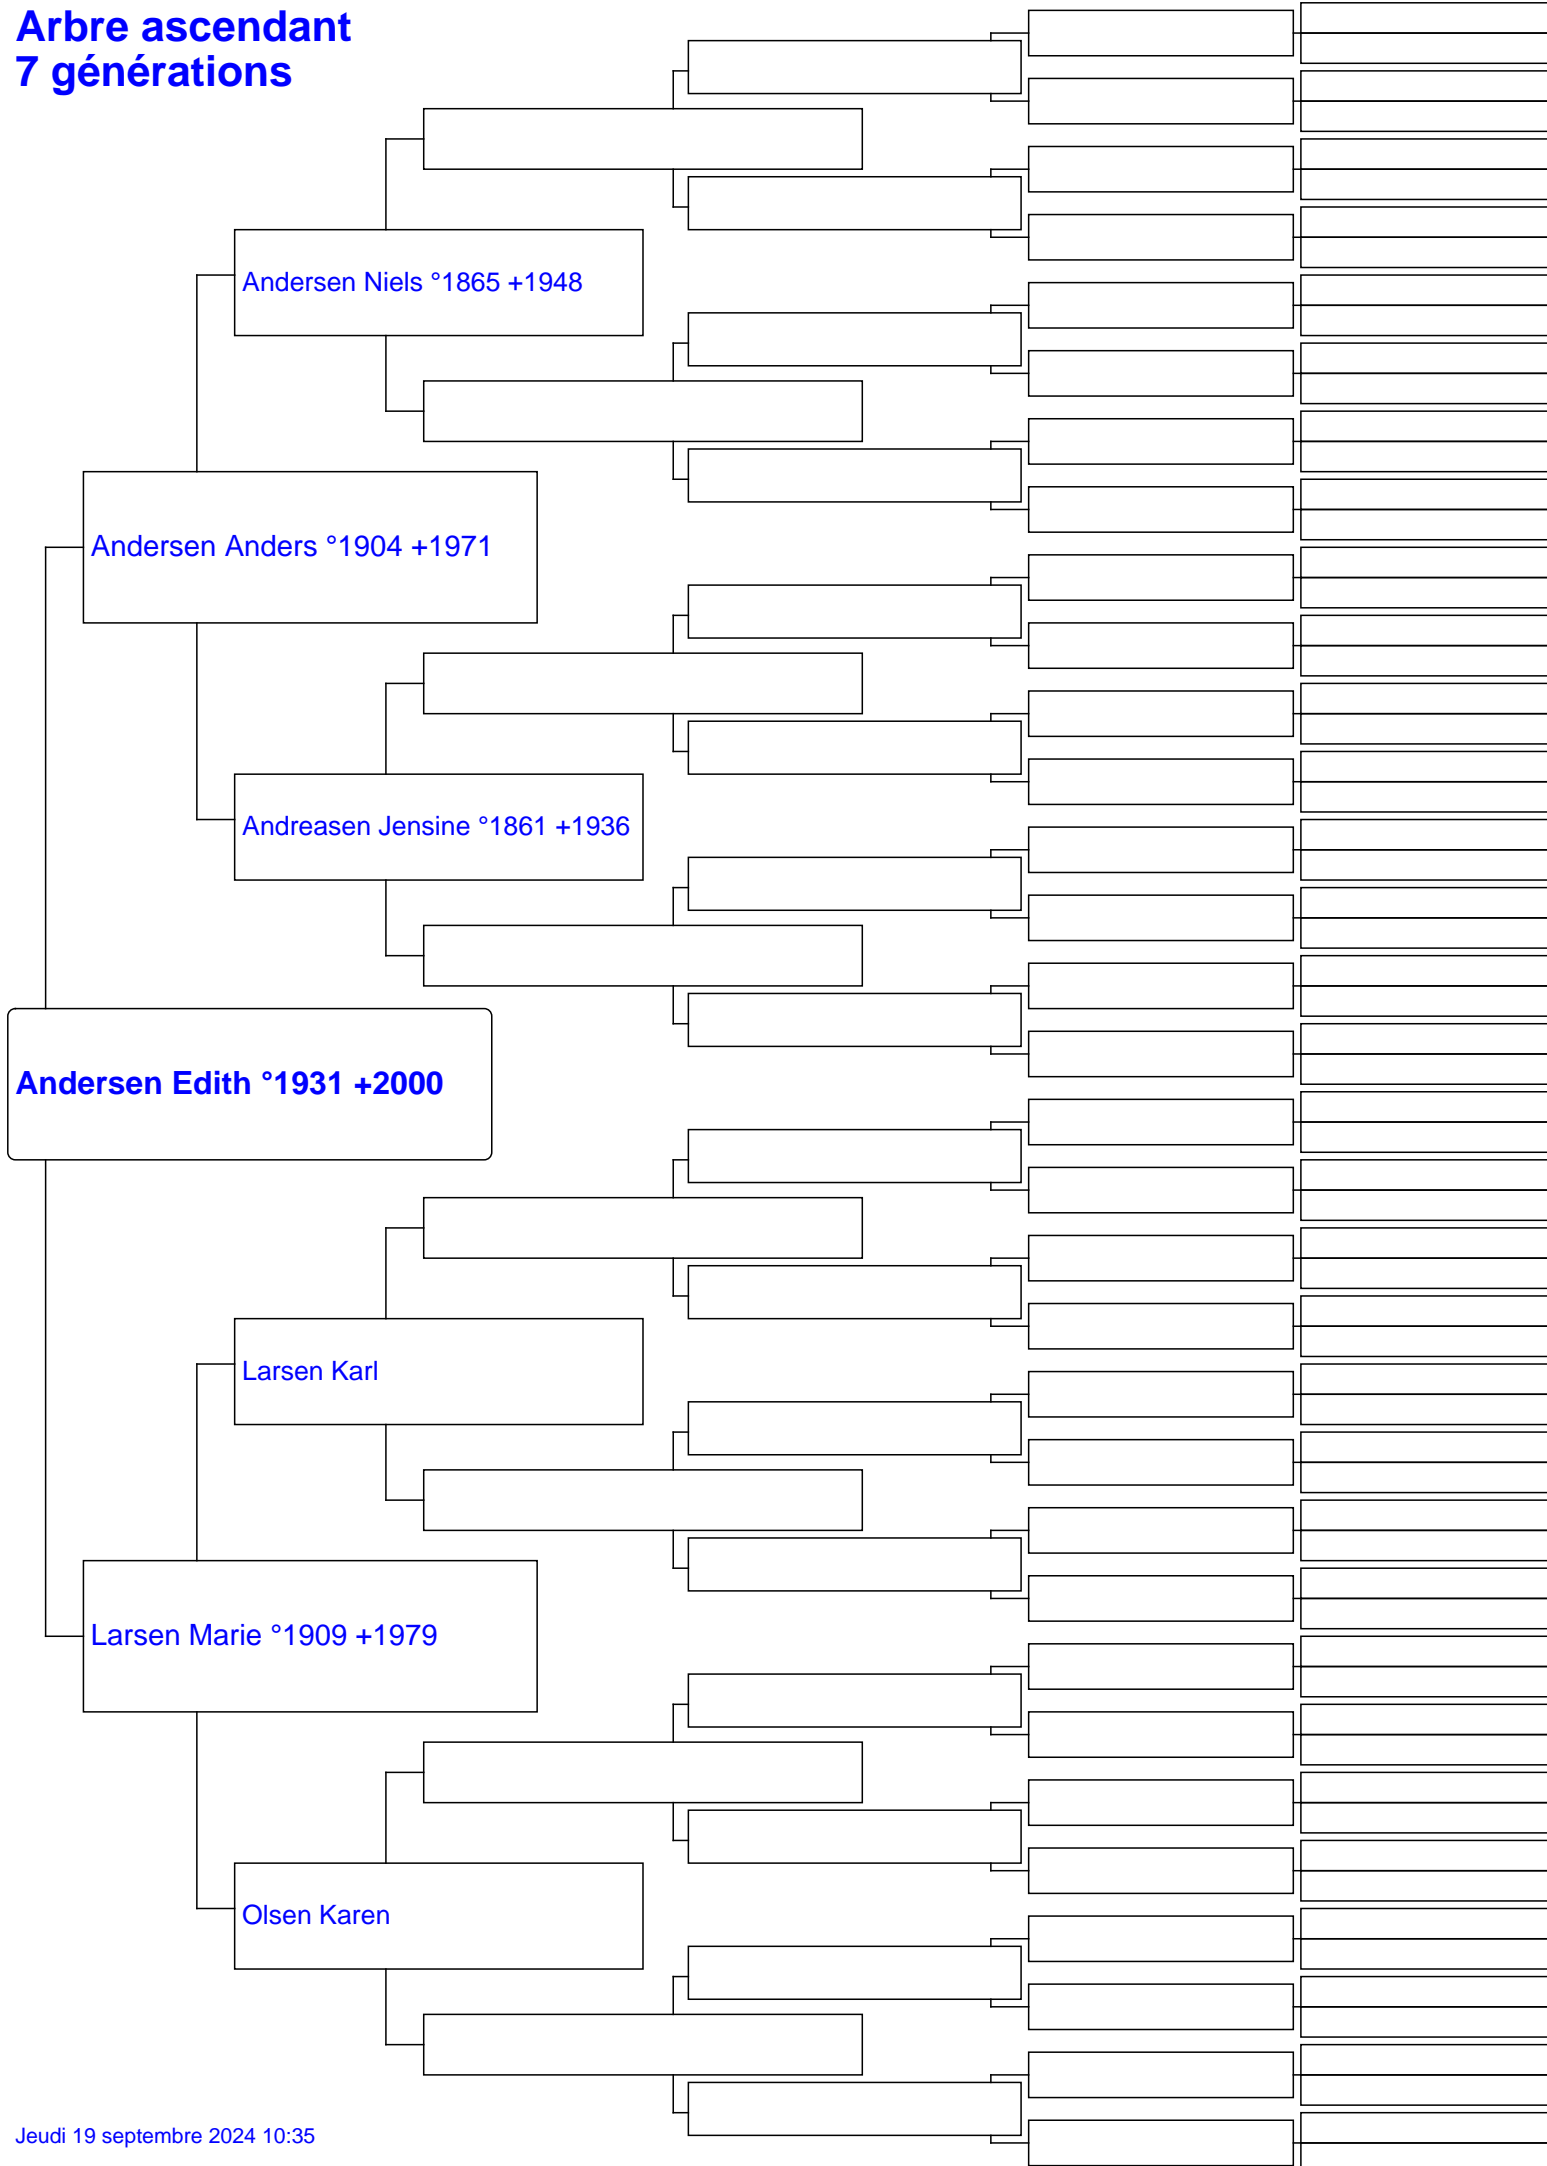 Arbre ascendant
7 générations
Andersen Niels °1865 +1948
Andersen Anders °1904 +1971
Andreasen Jensine °1861 +1936
Andersen Edith °1931 +2000
Larsen Karl
Larsen Marie °1909 +1979
Olsen Karen
Jeudi 19 septembre 2024 10:35